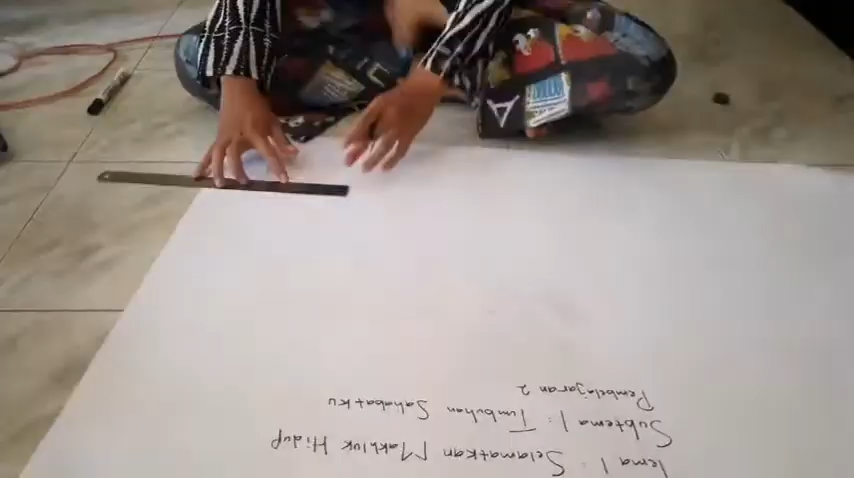 Tema 1 : Selamatkan Makhluk Hidup
Subtema 1 : Tumbuhan Sahabatku
Pembelajaran 2